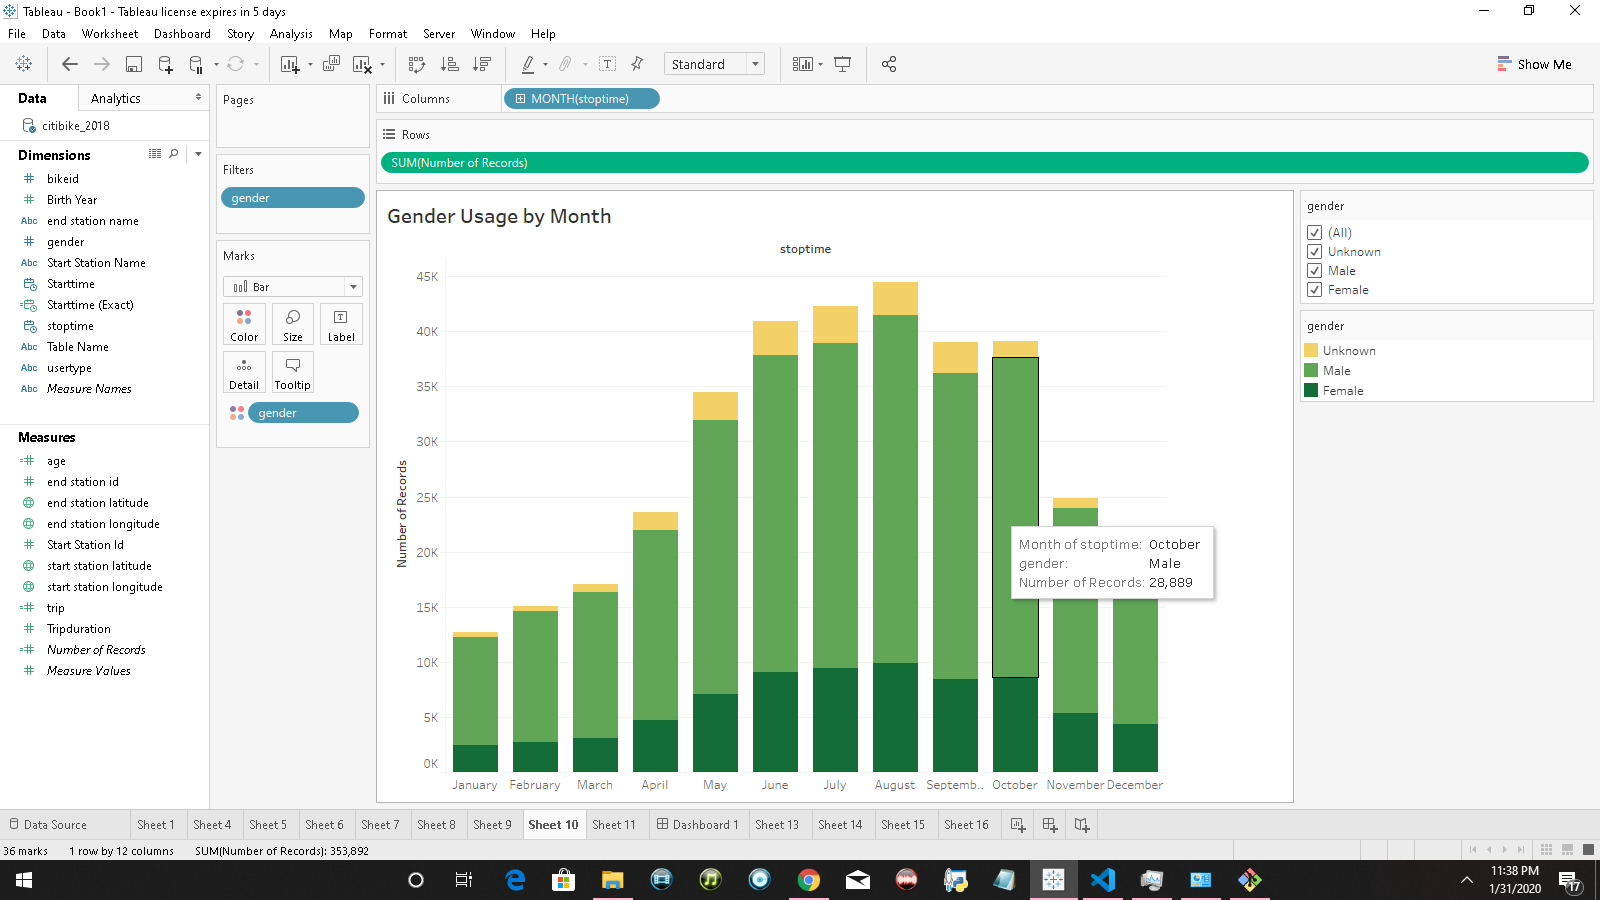 Tableau - Book1 - Tableau license expires in 5 days
File Data Worksheet Dashboard Story Analysis Map Format Server Window Help
Standard
Show Me
Data Analytics
citibike_2018
Dimensions
bikeid
Birth Year
Abc end station name
gender
Abc Start Station Name
Starttime
Starttime (Exact)
stoptime
Abc Table Name
Abc usertype
Abc Measure Names
Measures
age
end station id
end station latitude
end station longitude
Start Station Id
start station latitude
start station longitude
trip
Tripduration
Number of Records
Measure Values
Pages
Filters
gender
Marks
Bar
Color Size Label
Detail Tooltip
gender
Columns MONTH(stoptime)
Rows
SUM(Number of Records)
Gender Usage by Month
stoptime
Number of Records
45K
40K
35K
30K
25K
20K
15K
10K
5K
0K
January February March April May June July August Septemb.. October November December
Month of stoptime: October
gender: Male
Number of Records: 28,889
gender
(All)
Unknown
Male
Female
gender
Unknown
Male
Female
Data Source Sheet 1 Sheet 4 Sheet 5 Sheet 6 Sheet 7 Sheet 8 Sheet 9 Sheet 10 Sheet 11 Dashboard 1 Sheet 13 Sheet 14 Sheet 15 Sheet 16
36 marks 1 row by 12 columns SUM(Number of Records): 353,892
11:38 PM
1/31/2020
17